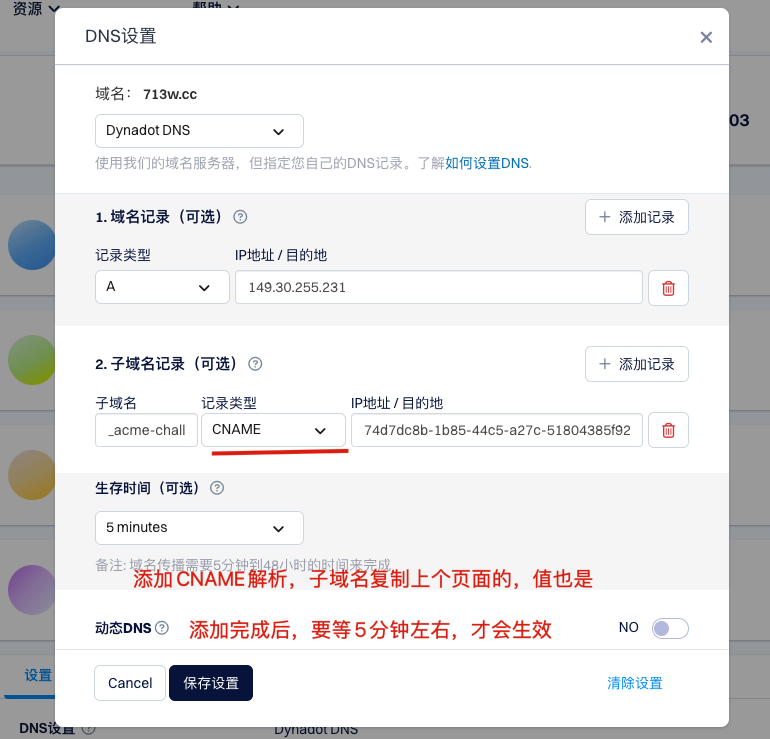 资源 帮助
DNS设置
域名： 713w.cc
03
Dynadot DNS
使用我们的域名服务器，但指定您自己的DNS记录。了解如何设置DNS.
1. 域名记录（可选） ? + 添加记录
记录类型 IP地址 / 目的地
A 149.30.255.231
2. 子域名记录（可选） ? + 添加记录
子域名 记录类型 IP地址 / 目的地
_acme-chall CNAME 74d7dc8b-1b85-44c5-a27c-51804385f92
生存时间（可选） ?
5 minutes
备注: 域名传播需要5分钟到48小时的时间来完成
添加CNAME解析，子域名复制上个页面的，值也是
动态DNS ? 添加完成后，要等5分钟左右，才会生效 NO
设置 Cancel 保存设置 清除设置
DNS设置 ? Dynadot DNS